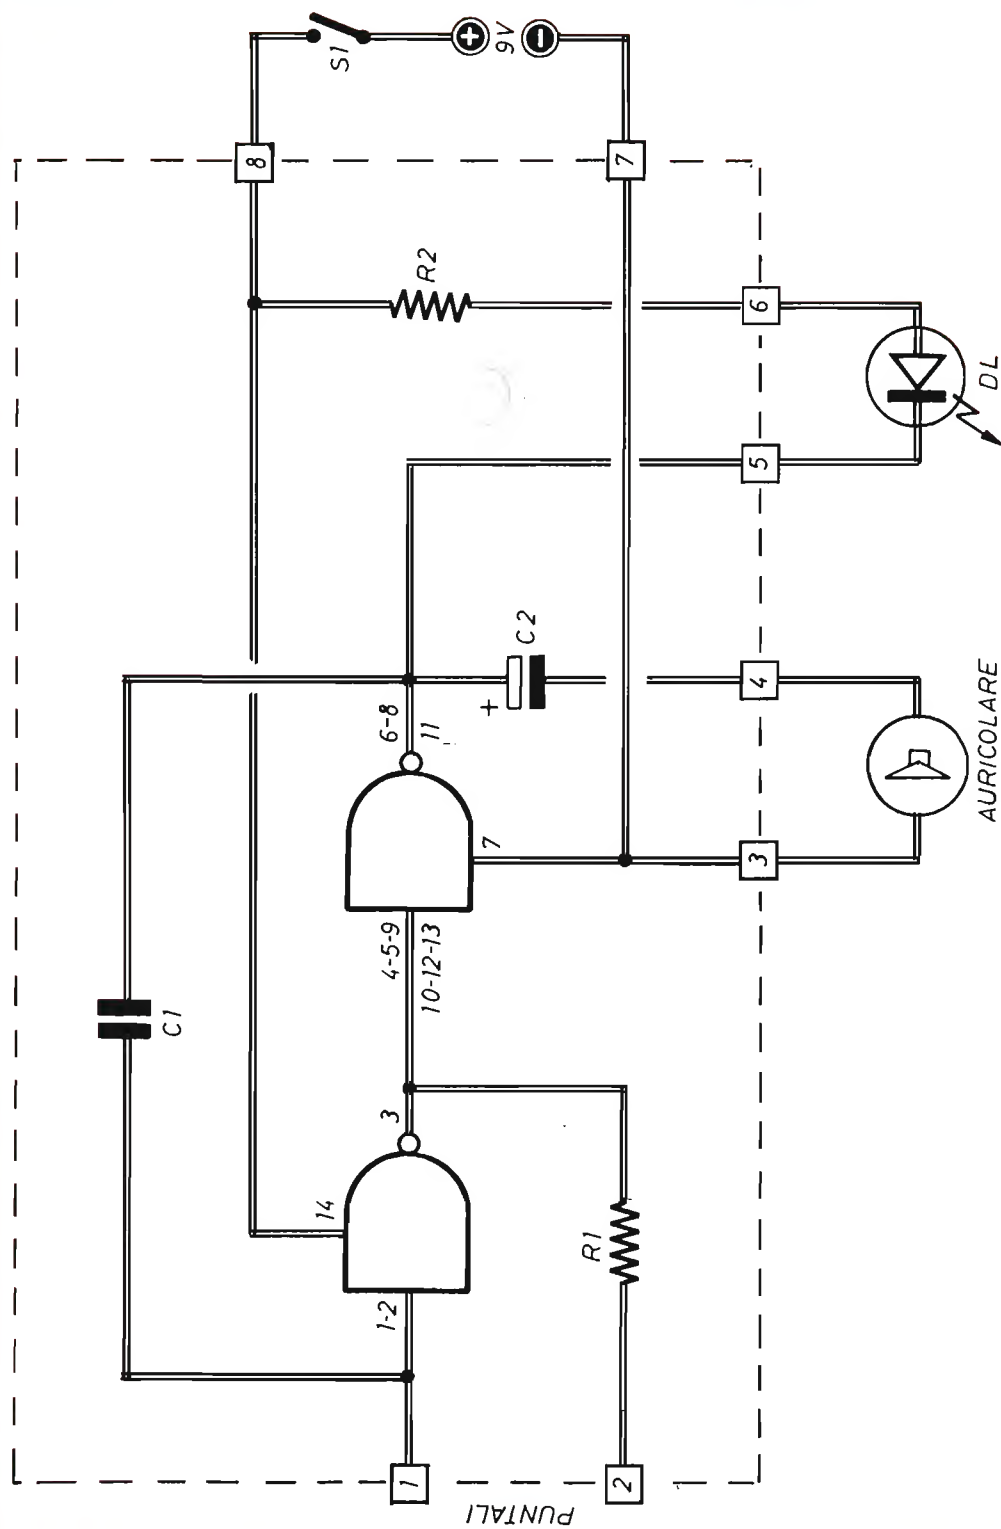 PUNTALI
1
2
C1
1-2
14
3
R1
4-5-9
10-12-13
7
6-8
11
+
C2
R2
3
4
5
6
7
8
AURICOLARE
DL
S1
+
9V
-